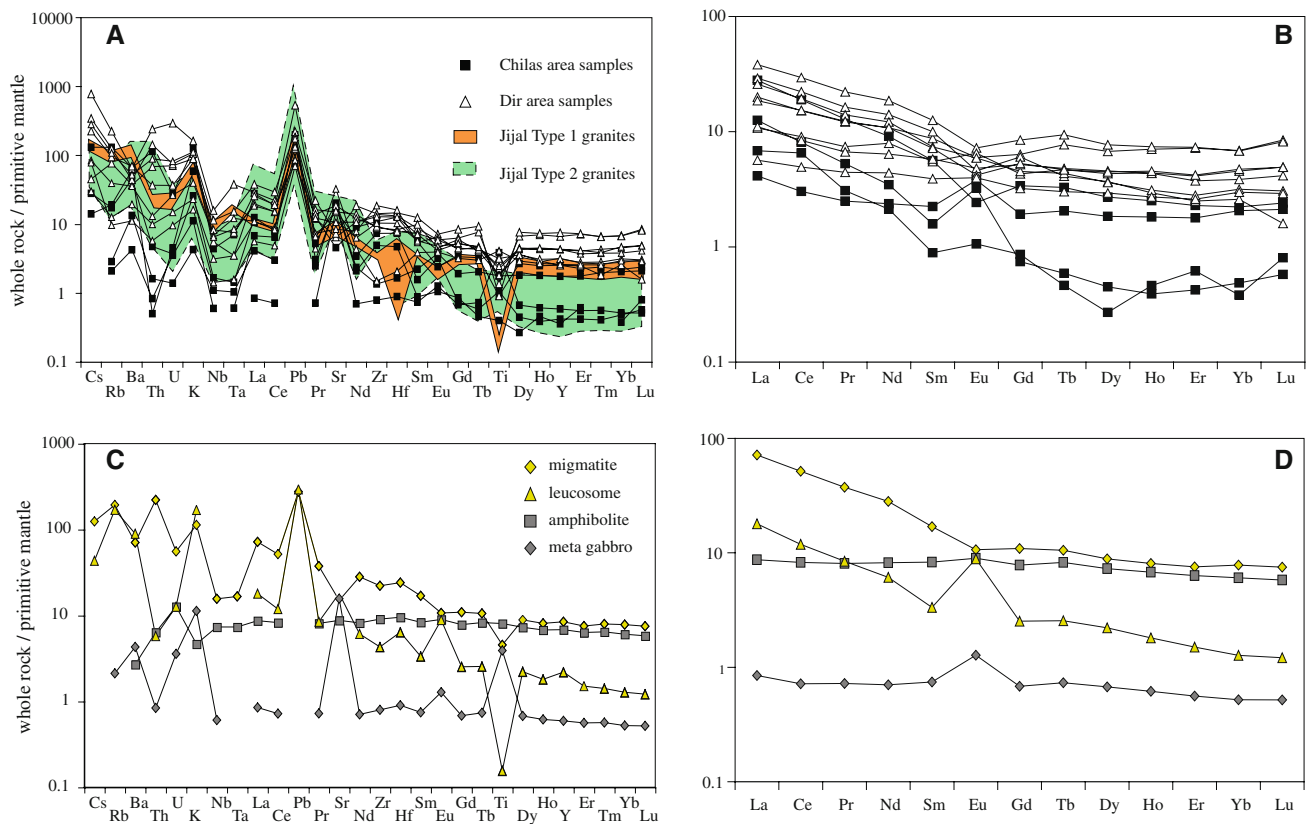 10000
1000
100
10
1
0.1
whole rock / primitive mantle
A
Chilas area samples
Dir area samples
Jijal Type 1 granites
Jijal Type 2 granites
Cs Ba U Nb La Pb Sr Zr Sm Gd Ti Ho Er Yb
Rb Th K Ta Ce Pr Nd Hf Eu Tb Dy Y Tm Lu
100
10
1
0.1
B
La Ce Pr Nd Sm Eu Gd Tb Dy Ho Er Yb Lu
1000
100
10
1
0.1
whole rock / primitive mantle
C
migmatite
leucosome
amphibolite
meta gabbro
Cs Ba U Nb La Pb Sr Zr Sm Gd Ti Ho Er Yb
Rb Th K Ta Ce Pr Nd Hf Eu Tb Dy Y Tm Lu
100
10
1
0.1
D
La Ce Pr Nd Sm Eu Gd Tb Dy Ho Er Yb Lu